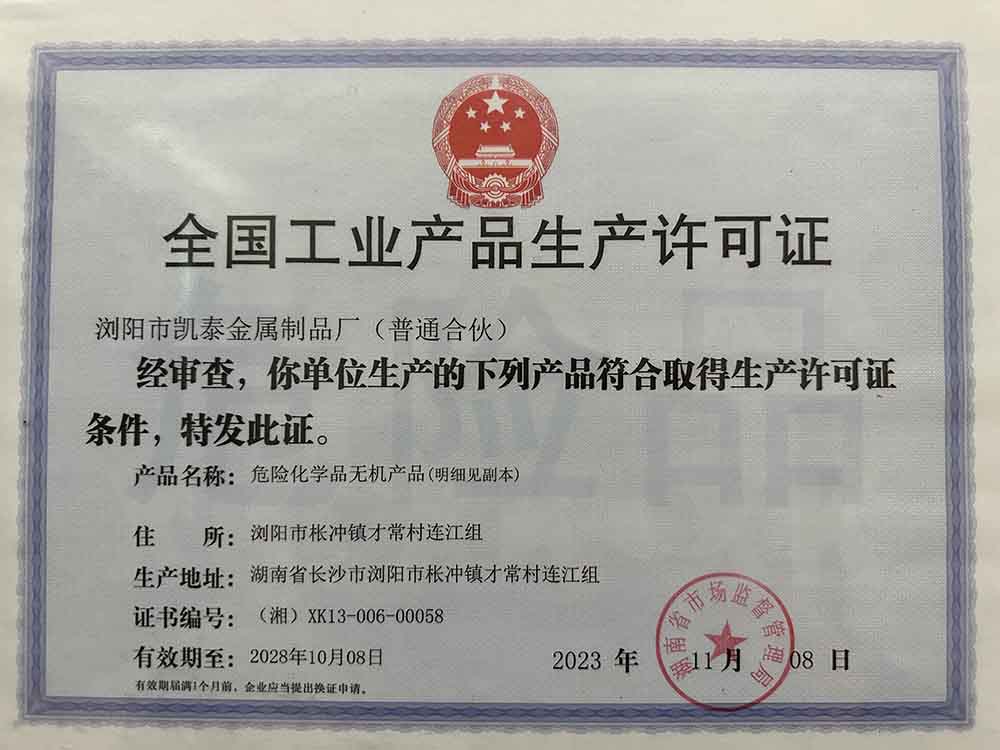 全国工业产品生产许可证
浏阳市凯泰金属制品厂（普通合伙）
经审查，你单位生产的下列产品符合取得生产许可证
条件，特发此证。
产品名称：危险化学品无机产品(明细见副本)
住 所：浏阳市枨冲镇才常村连江组
生产地址：湖南省长沙市浏阳市枨冲镇才常村连江组
证书编号：（湘）XK13-006-00058
有效期至：2028年10月08日
2023 年 11 月 08 日
有效期届满1个月前，企业应当提出换证申请。
湖南省市场监督管理局